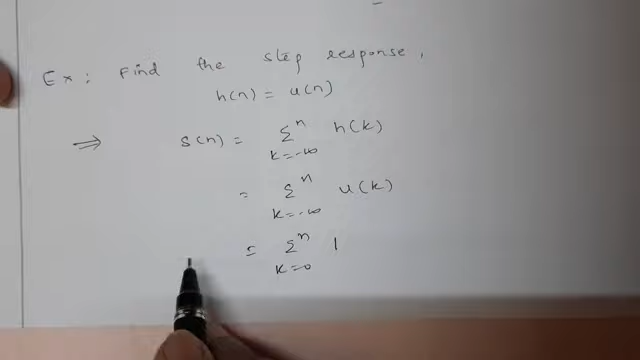 Ex: Find the step response,
h(n) = u(n)
⇒ s(n) = Σ^n_{k=-∞} h(k)
= Σ^n_{k=-∞} u(k)
= Σ^n_{k=0} 1